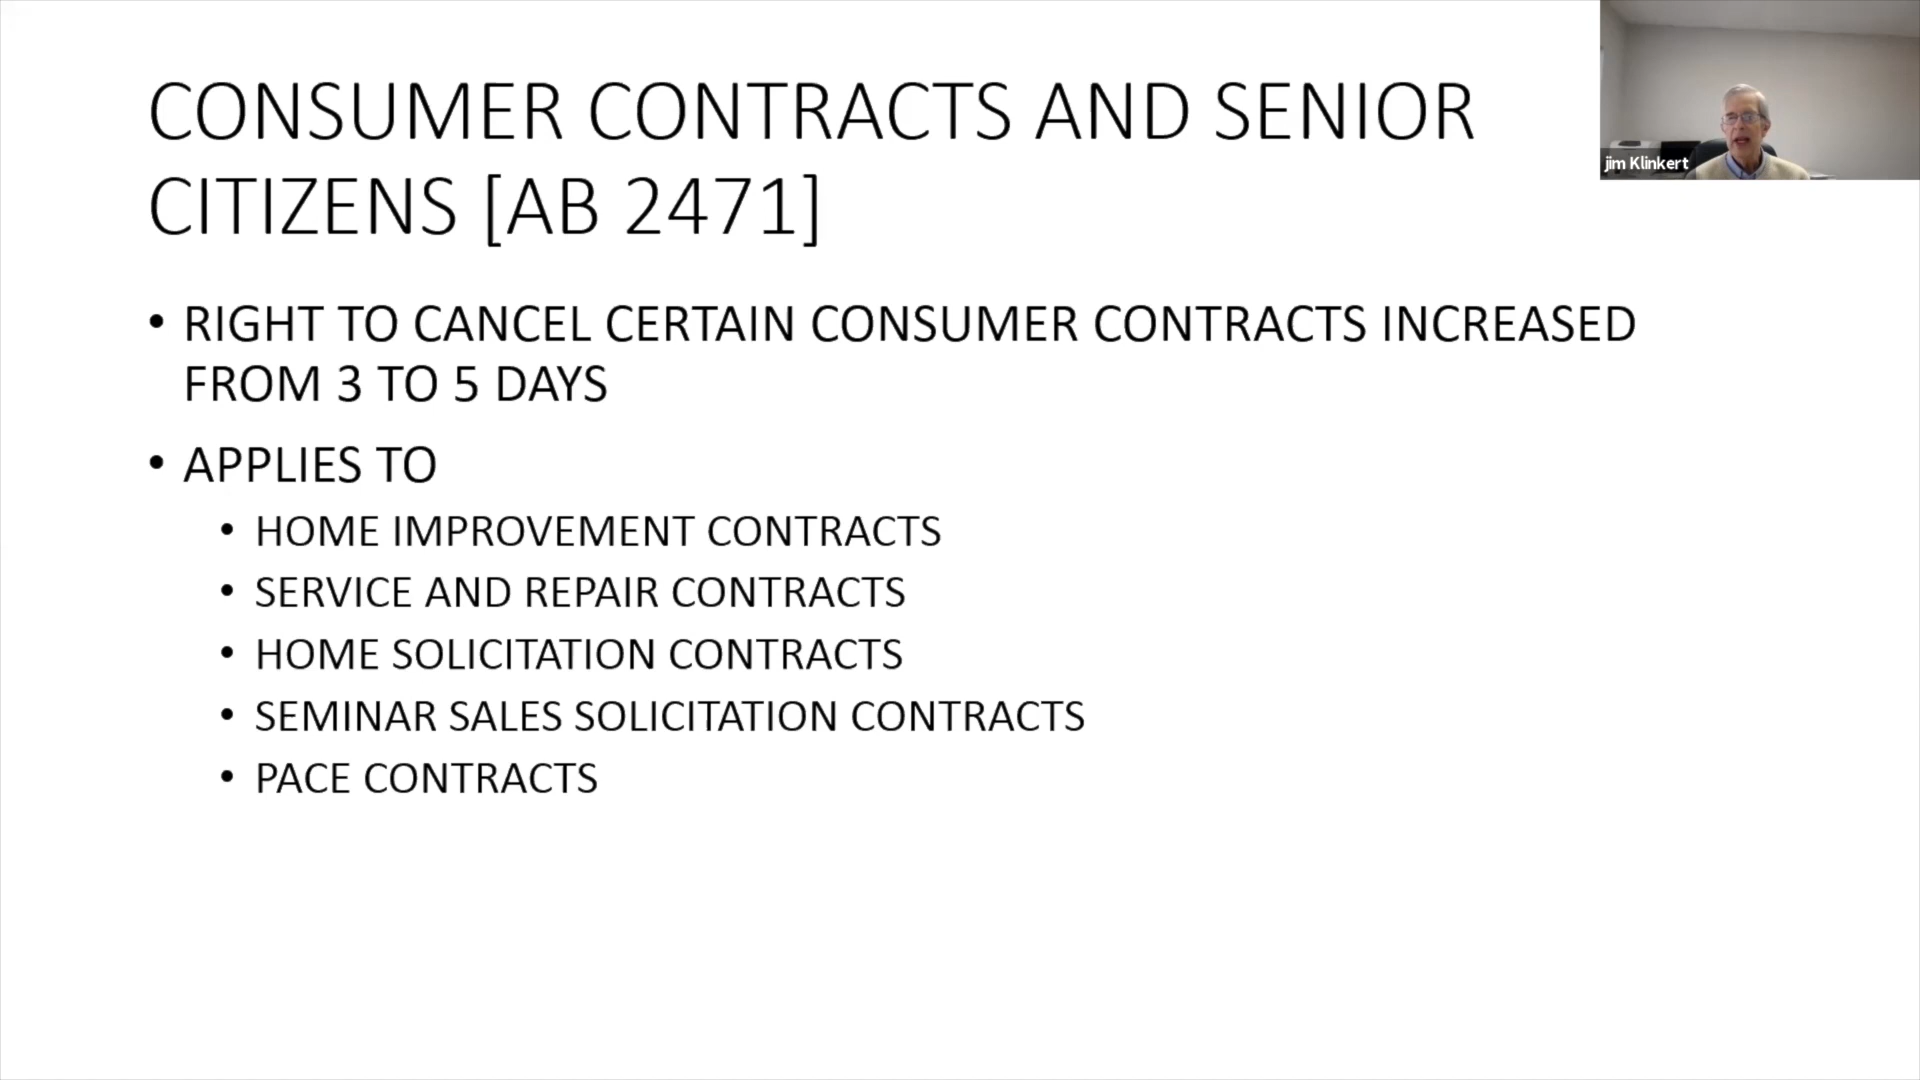 CONSUMER CONTRACTS AND SENIOR
CITIZENS [AB 2471]
jim Klinkert
• RIGHT TO CANCEL CERTAIN CONSUMER CONTRACTS INCREASED
FROM 3 TO 5 DAYS
• APPLIES TO
• HOME IMPROVEMENT CONTRACTS
• SERVICE AND REPAIR CONTRACTS
• HOME SOLICITATION CONTRACTS
• SEMINAR SALES SOLICITATION CONTRACTS
• PACE CONTRACTS